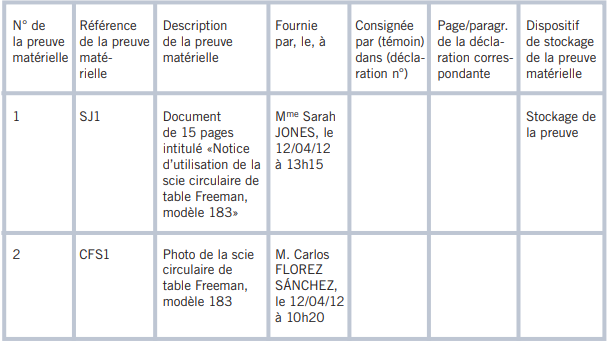 N° de
la preuve
matérielle
Référence
de la preuve
maté-
rielle
Description
de la preuve
matérielle
Fournie
par, le, à
Consignée
par (témoin)
dans (décla-
ration n°)
Page/paragr.
de la décla-
ration corres-
pondante
Dispositif
de stockage
de la preuve
matérielle
1
SJ1
Document
de 15 pages
intitulé «Notice
d’utilisation de la
scie circulaire de
table Freeman,
modèle 183»
Mme Sarah
JONES, le
12/04/12
à 13h15
Stockage de
la preuve
2
CFS1
Photo de la scie
circulaire de
table Freeman,
modèle 183
M. Carlos
FLOREZ
SÁNCHEZ,
le 12/04/12
à 10h20